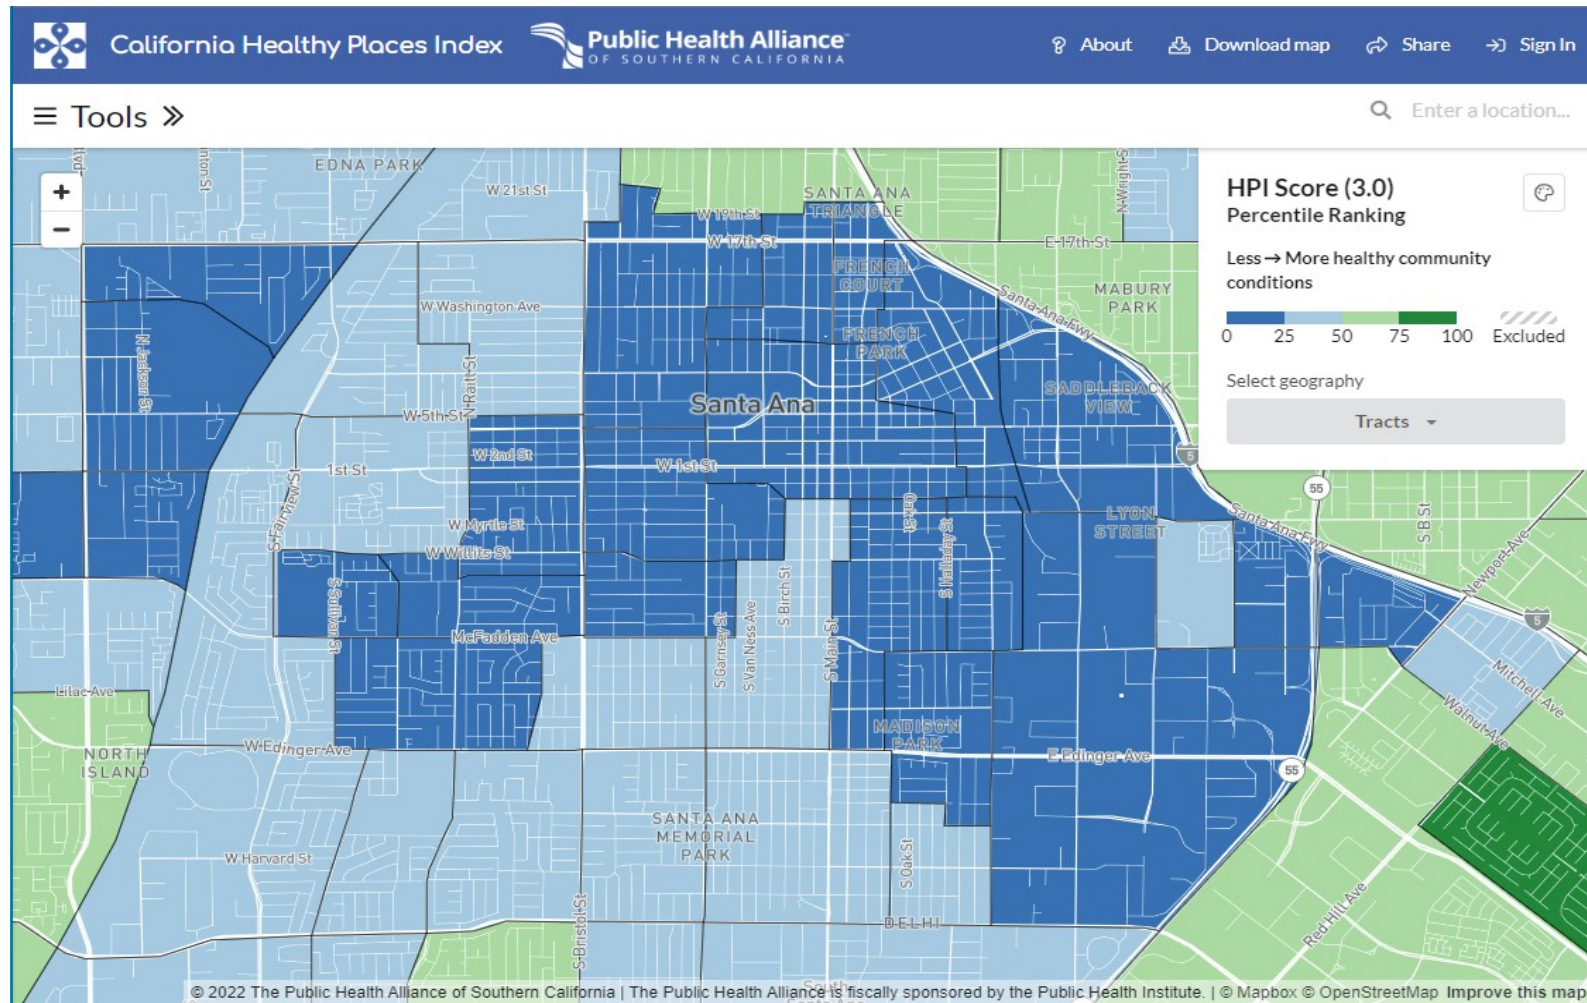 California Healthy Places Index
Public Health Alliance
OF SOUTHERN CALIFORNIA
About
Download map
Share
Sign In
Tools
Enter a location...
+
−
HPI Score (3.0)
Percentile Ranking
Less → More healthy community
conditions
0 25 50 75 100 Excluded
Select geography
Tracts
EDNA PARK
W 21st St
SANTA ANA
TRIANGLE
W 19th St
W 17th St
E 17th St
N Wright S
FRENCH
COURT
MABURY
PARK
Santa Ana Fwy
W Washington Ave
N Jackson St
FRENCH
PARK
N Raitt St
SADDLEBACK
VIEW
Santa Ana
W 5th St
W 2nd St
1st St
W 1st St
5
55
S Fairview St
W Myrtle St
Oak St
LYON
STREET
Santa Ana Fwy
S B St
W Willits St
S Halladay St
Newport Ave
S Sullivan St
S Birch St
S Garnsey St
S Van Ness Ave
S Main St
McFadden Ave
5
Mitchell Ave
Lilac Ave
Walnut Ave
NORTH
ISLAND
W Edinger Ave
MADISON
PARK
E Edinger Ave
55
SANTA ANA
MEMORIAL
PARK
W Harvard St
S Oak St
S Bristol St
DELHI
Red Hill Ave
South
© 2022 The Public Health Alliance of Southern California | The Public Health Alliance is fiscally sponsored by the Public Health Institute. | © Mapbox © OpenStreetMap Improve this map